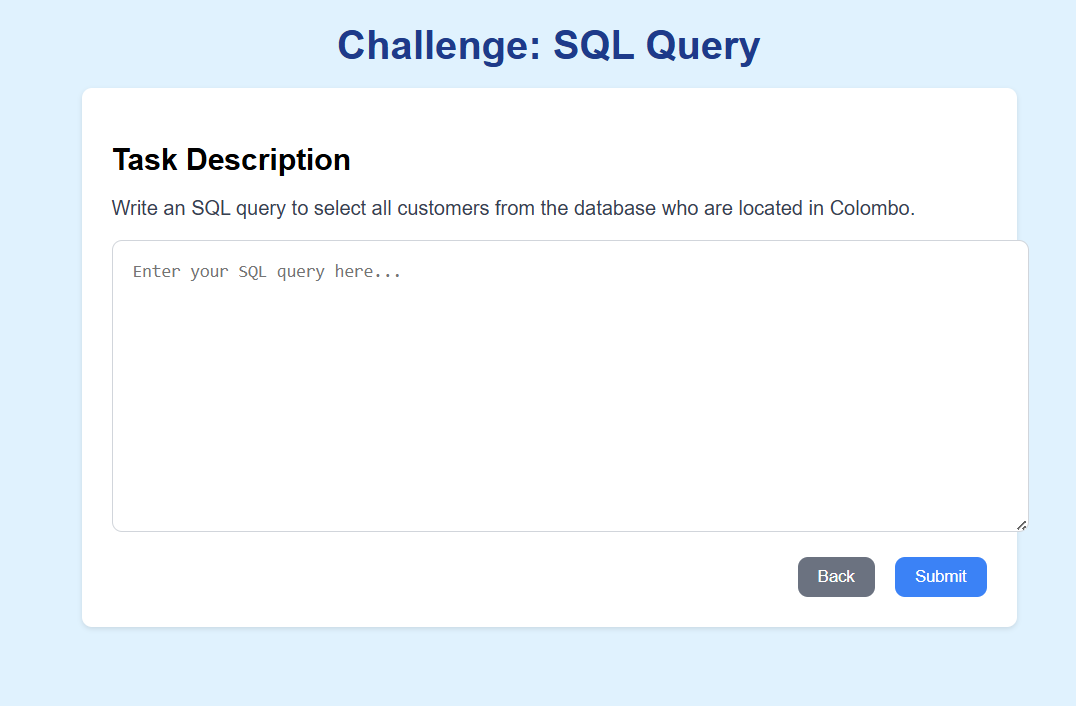 Challenge: SQL Query
Task Description
Write an SQL query to select all customers from the database who are located in Colombo.
Enter your SQL query here...
Back
Submit